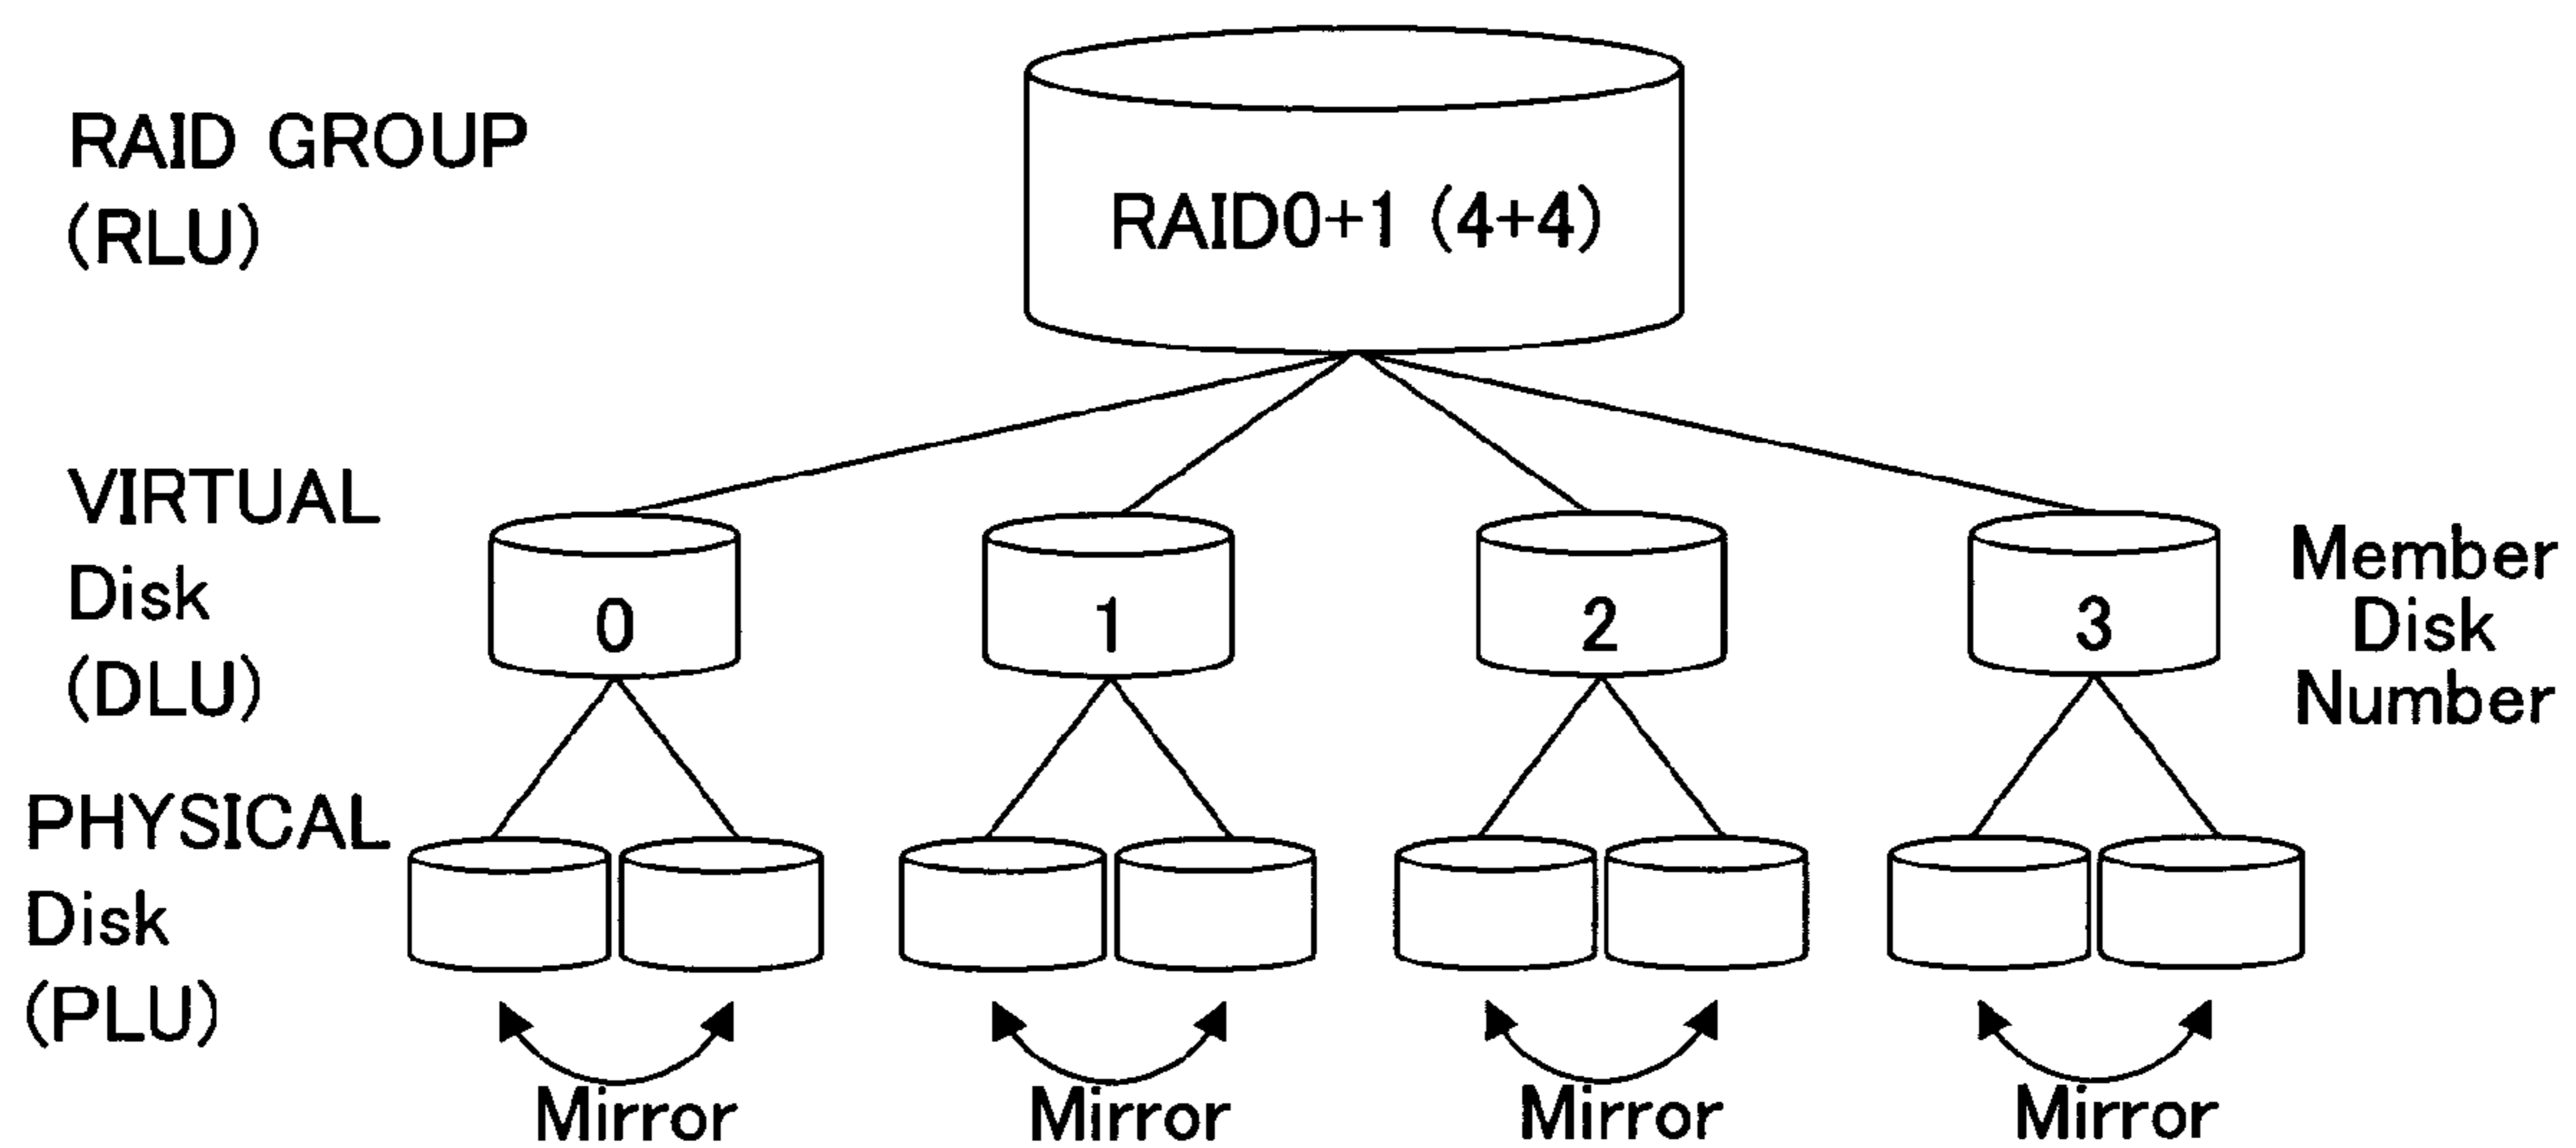 RAID GROUP
(RLU)
RAID0+1 (4+4)
VIRTUAL
Disk
(DLU)
0
1
2
3
Member
Disk
Number
PHYSICAL
Disk
(PLU)
Mirror
Mirror
Mirror
Mirror